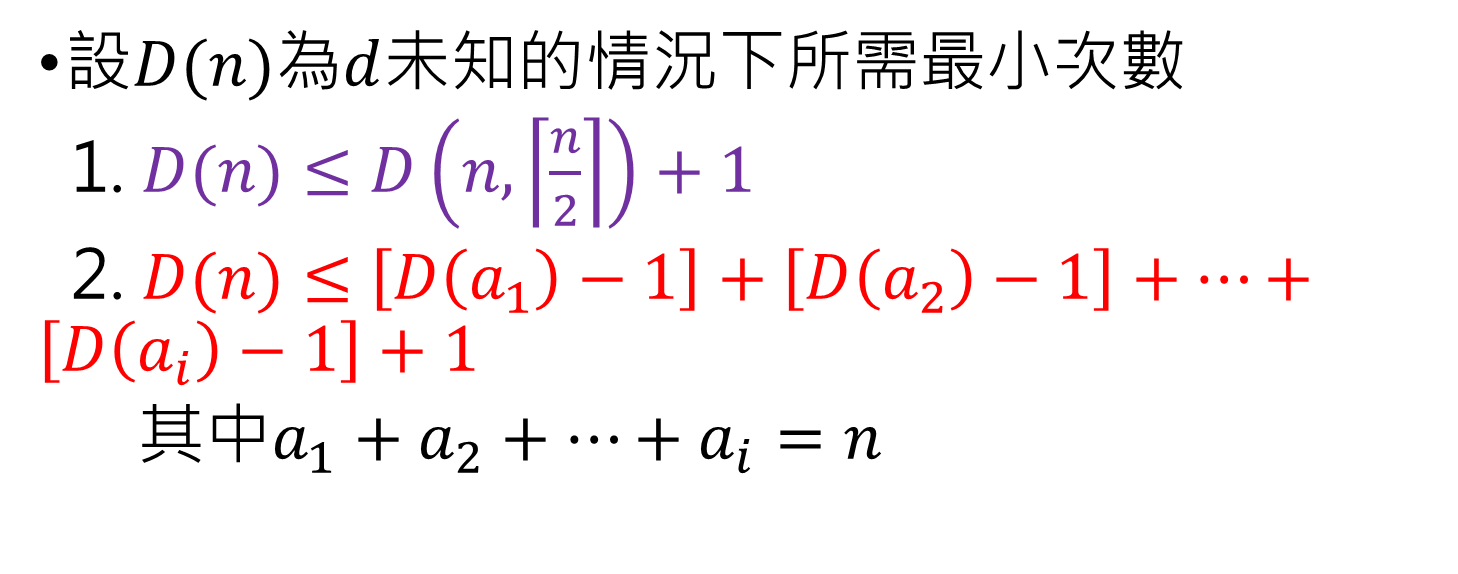 •設D(n)為d未知的情況下所需最小次數
1. D(n) ≤ D(n, ⌈n/2⌉) + 1
2. D(n) ≤ [D(a₁) − 1] + [D(a₂) − 1] + ⋯ +
[D(aᵢ) − 1] + 1
其中a₁ + a₂ + ⋯ + aᵢ = n